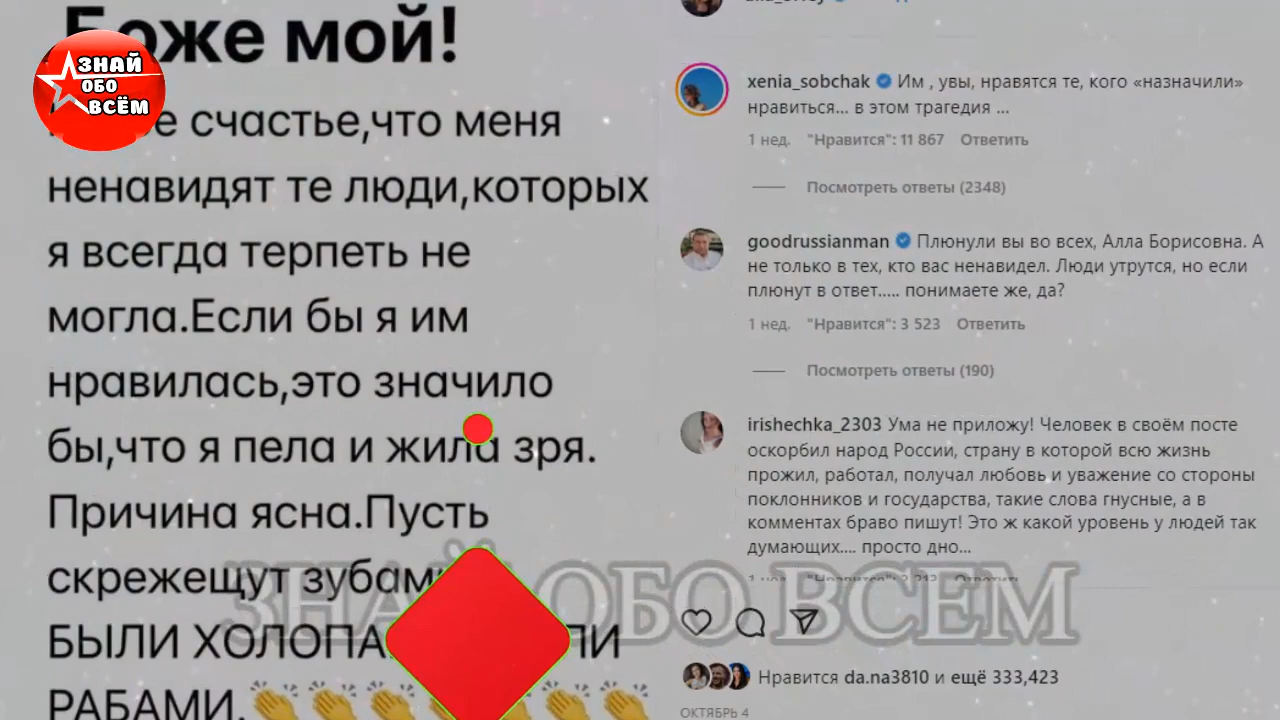 Боже мой!
ЗНАЙ
ОБО
ВСЁМ
счастье,что меня
ненавидят те люди,которых
я всегда терпеть не
могла.Если бы я им
нравилась,это значило
бы,что я пела и жила зря.
Причина ясна.Пусть
скрежещут
БЫЛИ
РАБАМИ.👏👏👏👏👏👏
xenia_sobchak Им , увы, нравятся те, кого «назначили»
нравиться... в этом трагедия ...
1 нед. "Нравится": 11 867 Ответить
Посмотреть ответы (2348)
goodrussianman Плюнули вы во всех, Алла Борисовна. А
не только в тех, кто вас ненавидел. Люди утрутся, но если
плюнут в ответ..... понимаете же, да?
1 нед. "Нравится": 3 523 Ответить
Посмотреть ответы (190)
irishechka_2303 Ума не приложу! Человек в своём посте
оскорбил народ России, страну в которой всю жизнь
прожил, работал, получал любовь и уважение со стороны
поклонников и государства, такие слова гнусные, а в
комментах браво пишут! Это ж какой уровень у людей так
думающих.... просто дно...
ЗНАЙ ОБО ВСЕМ
Нравится da.na3810 и ещё 333,423
ОКТЯБРЬ 4